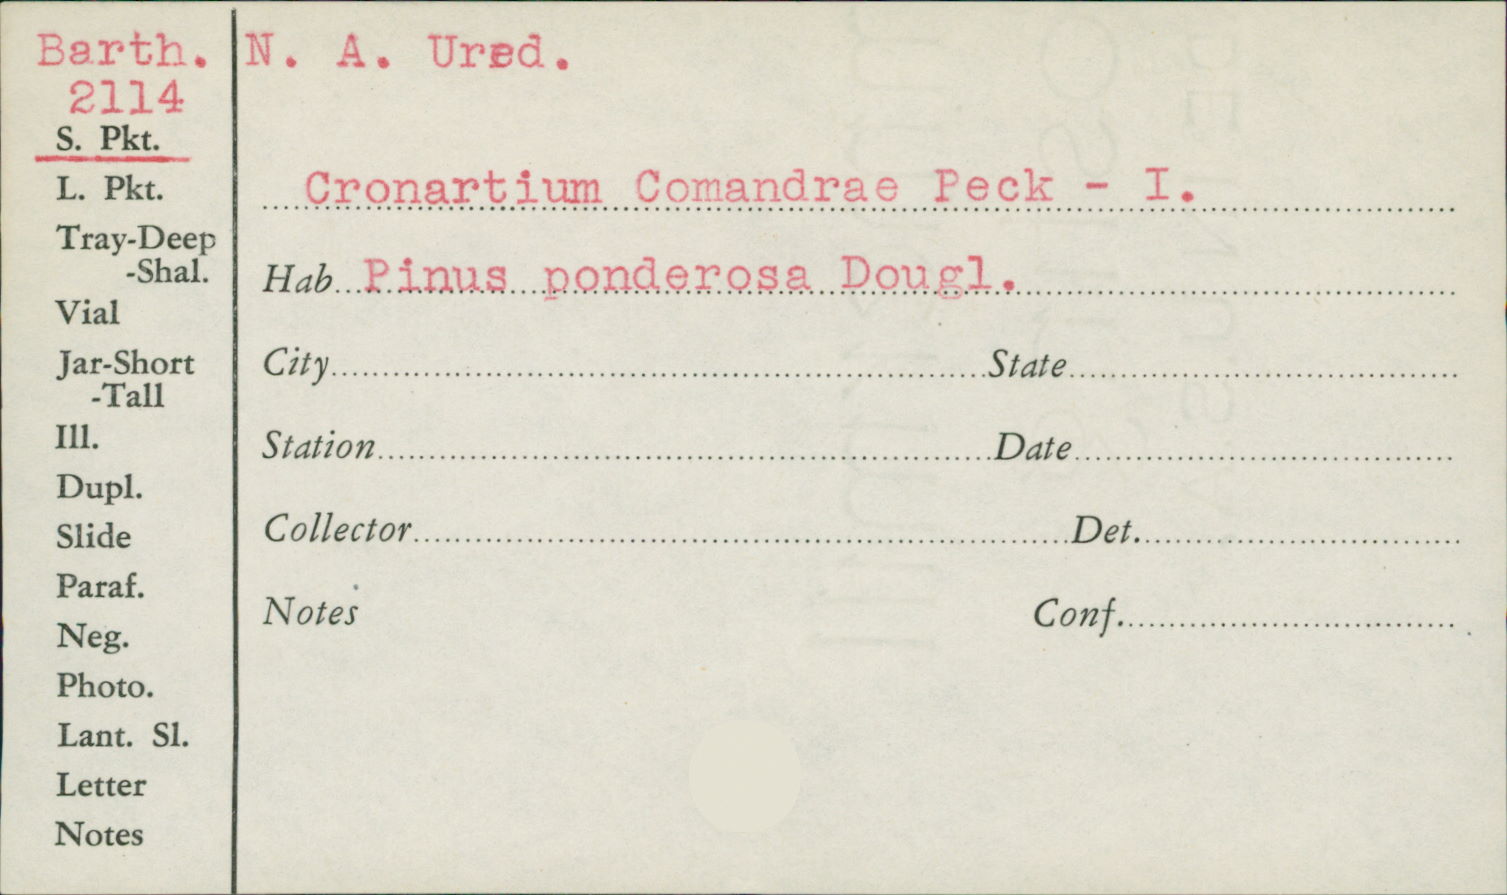 Barth. N. A. Ured.
2114
S. Pkt.
L. Pkt.
Tray-Deep
-Shal.
Vial
Jar-Short
-Tall
Ill.
Dupl.
Slide
Paraf.
Neg.
Photo.
Lant. Sl.
Letter
Notes
Cronartium Comandrae Peck - I.
Hab. Pinus ponderosa Dougl.
City State
Station Date
Collector Det.
Notes Conf.